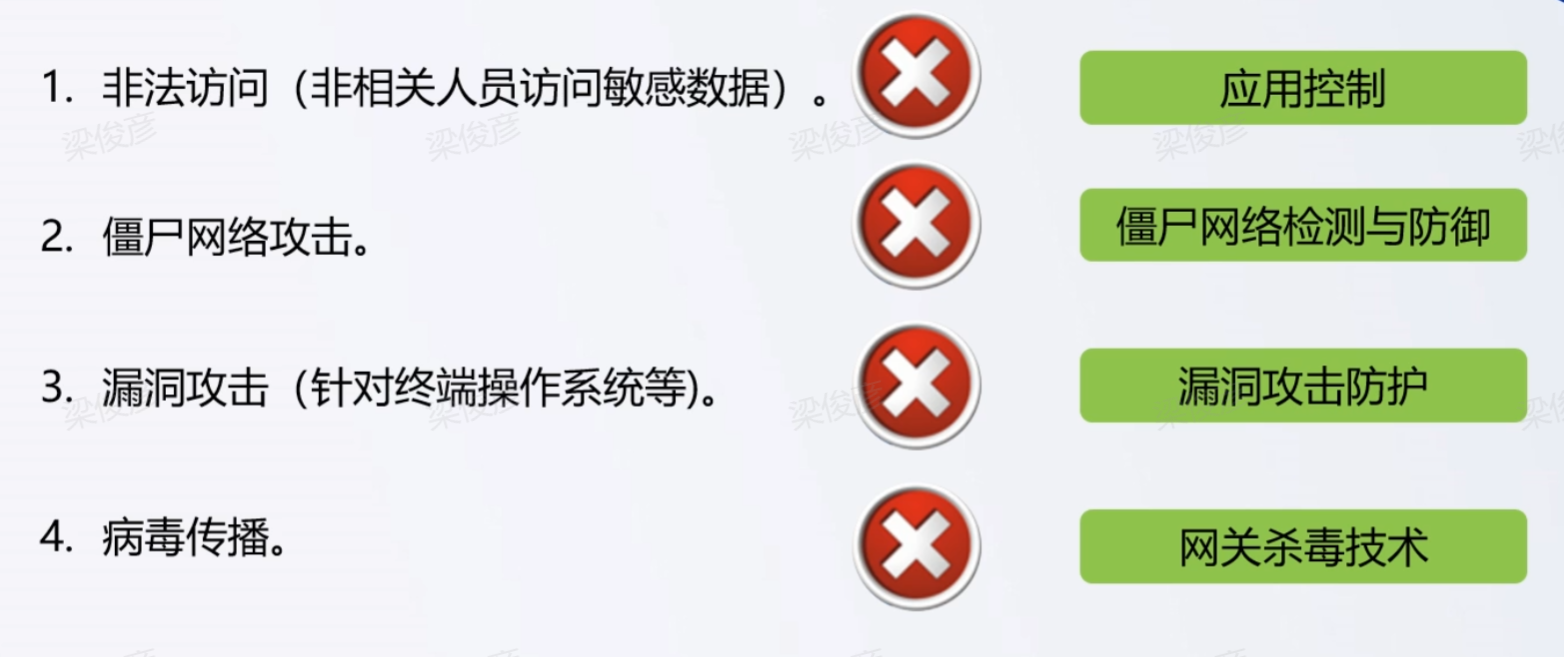 1. 非法访问（非相关人员访问敏感数据）。
应用控制
梁俊彦 梁俊彦 梁俊彦 梁俊彦
2. 僵尸网络攻击。
僵尸网络检测与防御
3. 漏洞攻击（针对终端操作系统等)。
漏洞攻击防护
梁俊彦 梁俊彦 梁俊彦 梁俊彦
4. 病毒传播。
网关杀毒技术